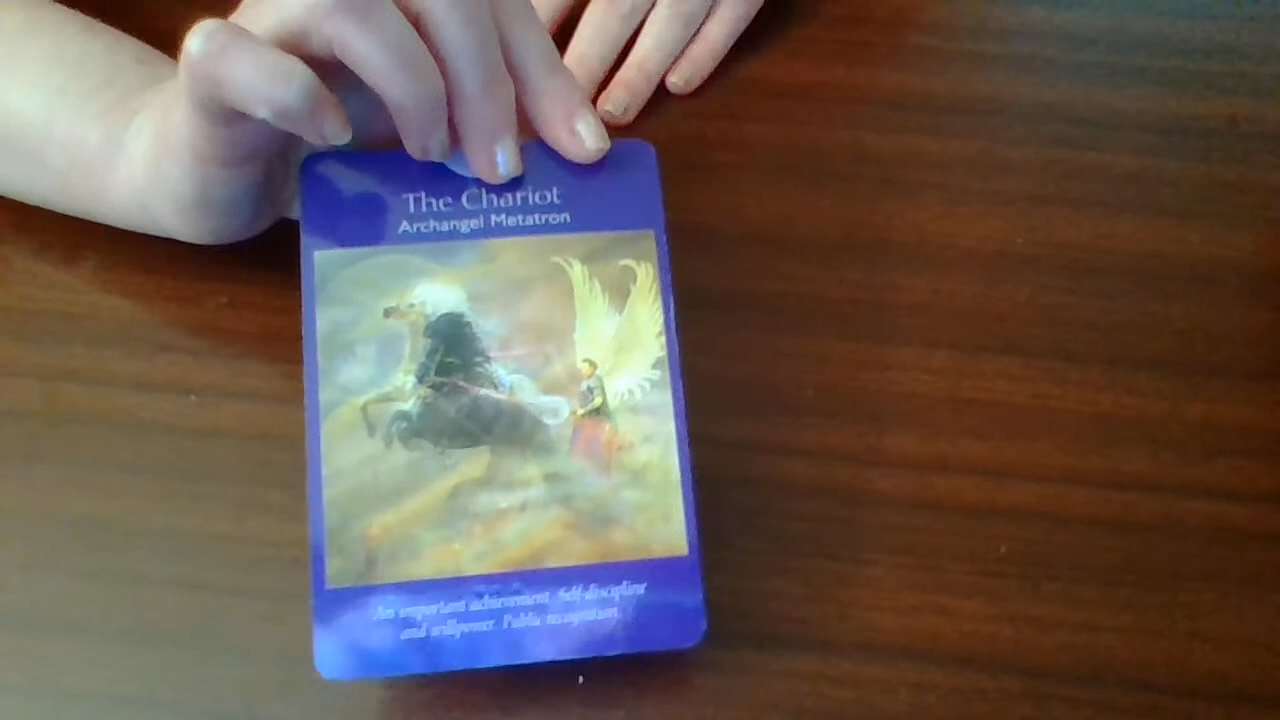 The Chariot
Archangel Metatron
An important achievement. Self-discipline
and willpower. Public recognition.